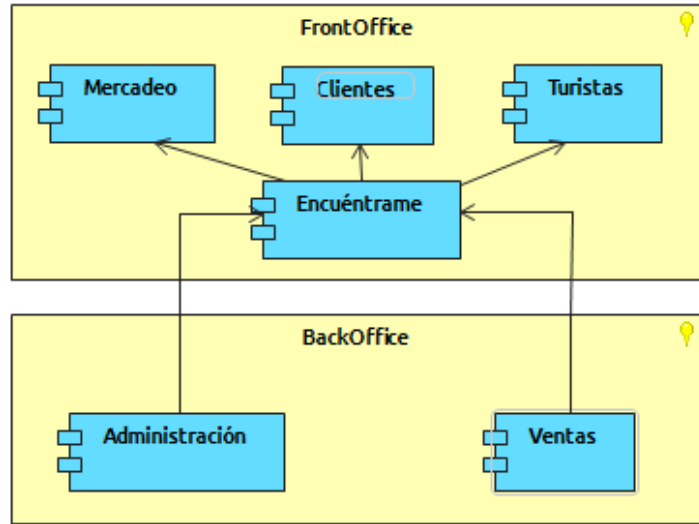 FrontOffice
Mercadeo
Clientes
Turistas
Encuéntrame
BackOffice
Administración
Ventas